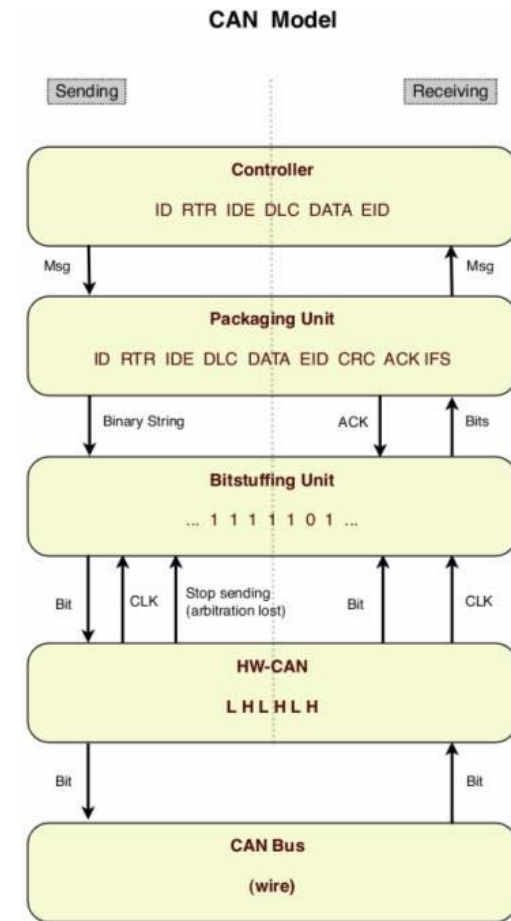 CAN Model
Sending Receiving
Controller
ID RTR IDE DLC DATA EID
Msg Msg
Packaging Unit
ID RTR IDE DLC DATA EID CRC ACK IFS
Binary String ACK Bits
Bitstuffing Unit
... 1 1 1 1 1 0 1 ...
Bit CLK Stop sending (arbitration lost) Bit CLK
HW-CAN
L H L H L H
Bit Bit
CAN Bus
(wire)